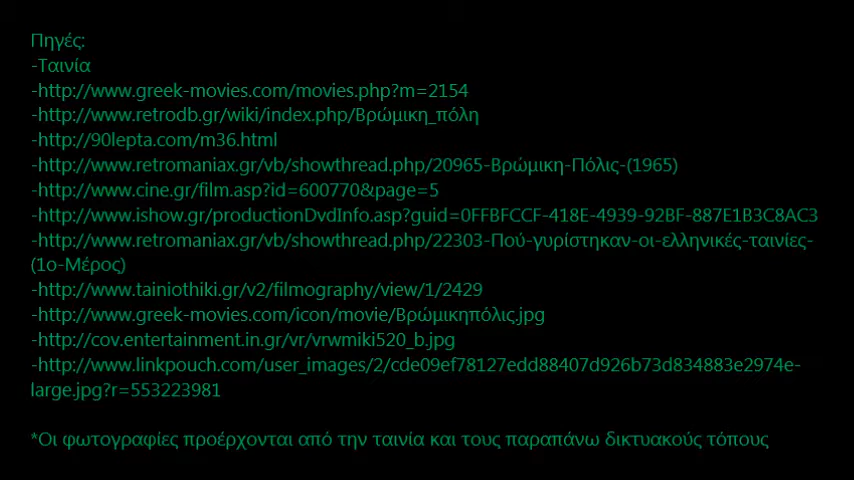 Πηγές:
-Ταινία
-http://www.greek-movies.com/movies.php?m=2154
-http://www.retrodb.gr/wiki/index.php/Βρώμικη_πόλη
-http://90lepta.com/m36.html
-http://www.retromaniax.gr/vb/showthread.php/20965-Βρώμικη-Πόλις-(1965)
-http://www.cine.gr/film.asp?id=600770&page=5
-http://www.ishow.gr/productionDvdInfo.asp?guid=0FFBFCCF-418E-4939-92BF-887E1B3C8AC3
-http://www.retromaniax.gr/vb/showthread.php/22303-Πού-γυρίστηκαν-οι-ελληνικές-ταινίες-
(1ο-Μέρος)
-http://www.tainiothiki.gr/v2/filmography/view/1/2429
-http://www.greek-movies.com/icon/movie/Βρώμικηπόλις.jpg
-http://cov.entertainment.in.gr/vr/vrwmiki520_b.jpg
-http://www.linkpouch.com/user_images/2/cde09ef78127edd88407d926b73d834883e2974e-
large.jpg?r=553223981
*Οι φωτογραφίες προέρχονται από την ταινία και τους παραπάνω δικτυακούς τόπους